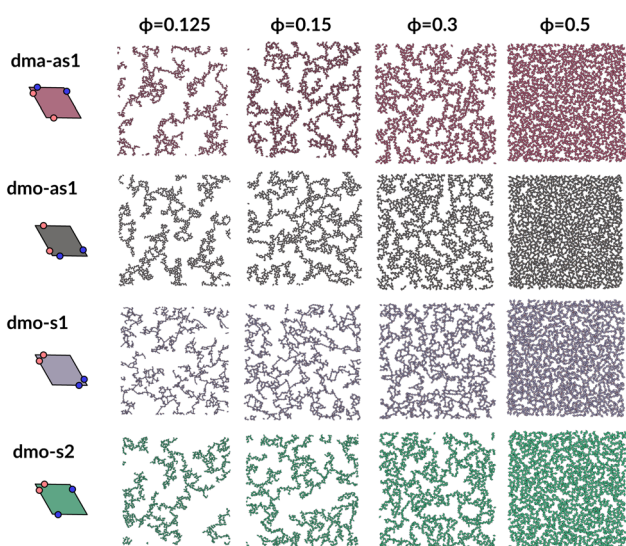 ϕ=0.125 ϕ=0.15 ϕ=0.3 ϕ=0.5
dma-as1
dmo-as1
dmo-s1
dmo-s2